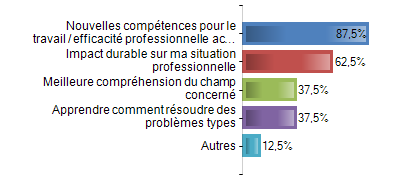 Nouvelles compétences pour le
travail / efficacité professionnelle ac... 87,5%
Impact durable sur ma situation
professionnelle 62,5%
Meilleure compréhension du champ
concerné 37,5%
Apprendre comment résoudre des
problèmes types 37,5%
Autres 12,5%